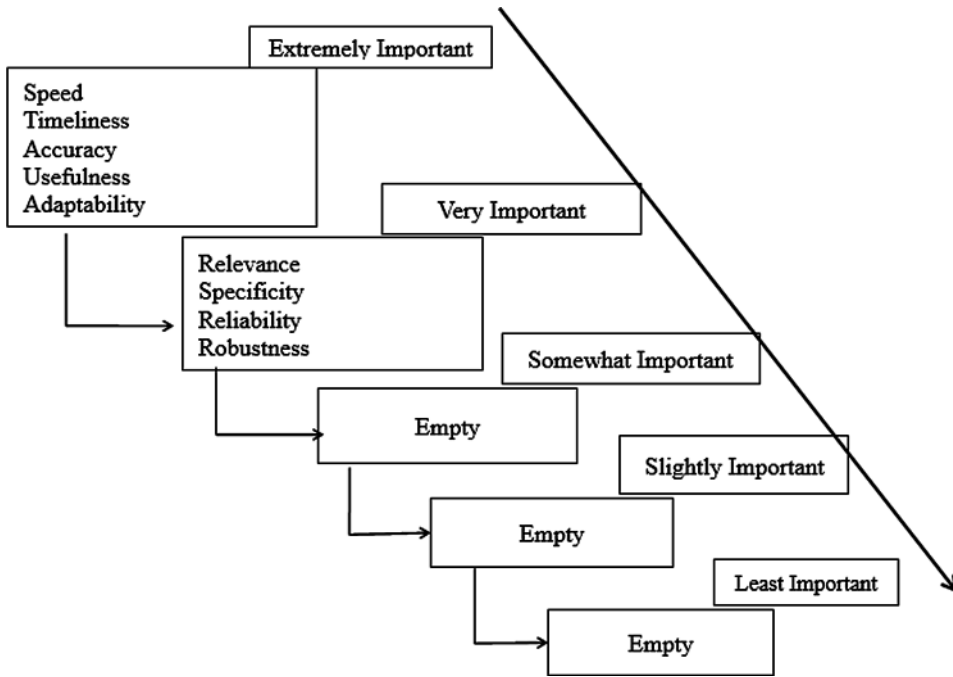 Extremely Important
Speed
Timeliness
Accuracy
Usefulness
Adaptability
Very Important
Relevance
Specificity
Reliability
Robustness
Somewhat Important
Empty
Slightly Important
Empty
Least Important
Empty